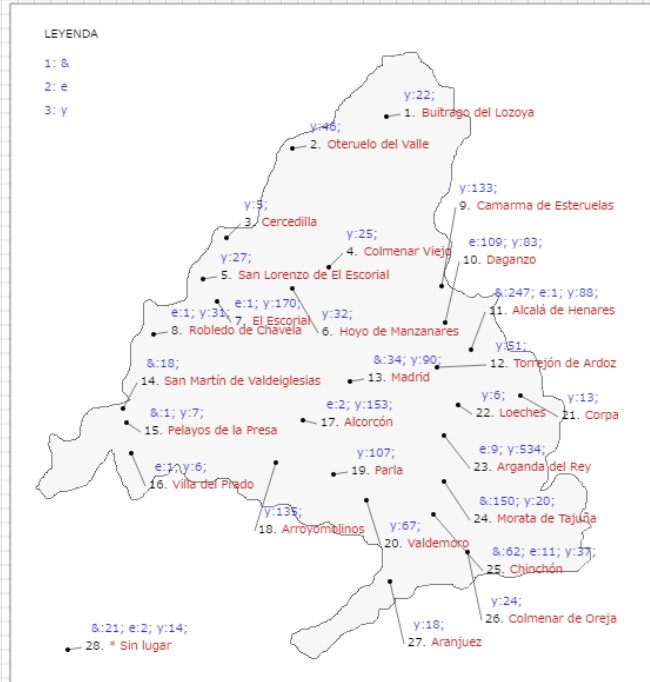 LEYENDA
1: &
2: e
3: y
y:22;
1. Buitrago del Lozoya
y:46;
2. Oteruelo del Valle
y:5;
3. Cercedilla
y:25;
4. Colmenar Viejo
y:27;
5. San Lorenzo de El Escorial
y:32;
6. Hoyo de Manzanares
e:1; y:170;
7. El Escorial
e:1; y:31;
8. Robledo de Chavela
y:133;
9. Camarma de Esteruelas
e:109; y:83;
10. Daganzo
&:247; e:1; y:88;
11. Alcalá de Henares
y:51;
12. Torrejón de Ardoz
&:34; y:90;
13. Madrid
&:18;
14. San Martín de Valdeiglesias
&:1; y:7;
15. Pelayos de la Presa
e:1; y:6;
16. Villa del Prado
e:2; y:153;
17. Alcorcón
y:135;
18. Arroyomolinos
y:107;
19. Parla
y:67;
20. Valdemoro
y:13;
21. Corpa
y:6;
22. Loeches
e:9; y:534;
23. Arganda del Rey
&:150; y:20;
24. Morata de Tajuña
&:62; e:11; y:37;
25. Chinchón
y:24;
26. Colmenar de Oreja
y:18;
27. Aranjuez
&:21; e:2; y:14;
28. * Sin lugar